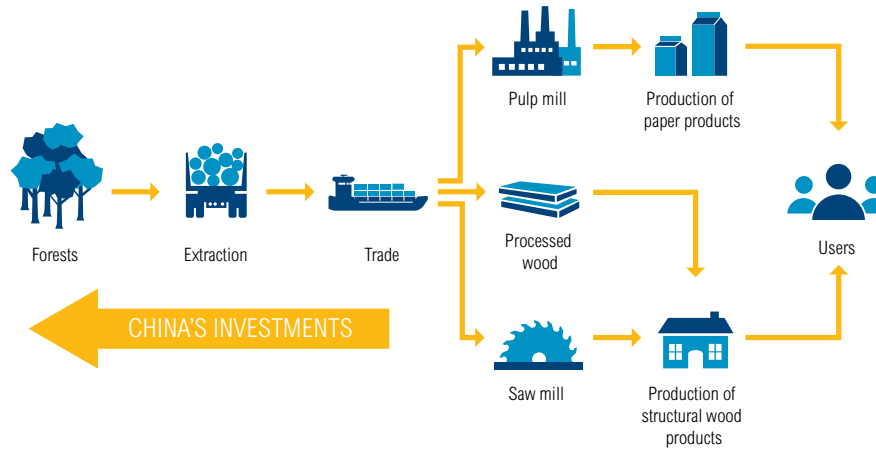 Pulp mill
Production of
paper products
Forests
Extraction
Trade
Processed
wood
Users
CHINA'S INVESTMENTS
Saw mill
Production of
structural wood
products